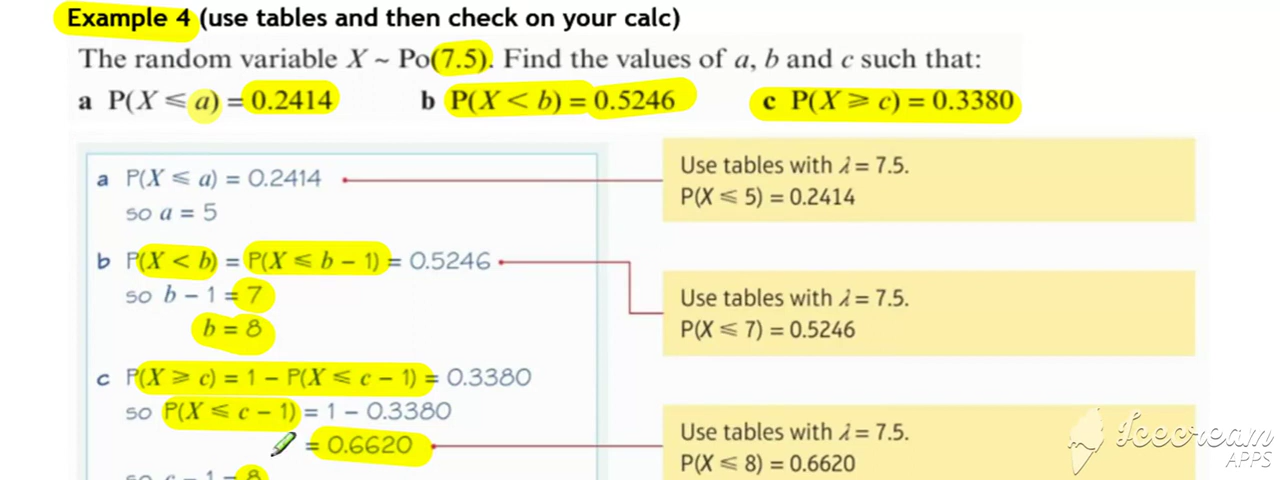 Example 4 (use tables and then check on your calc)
The random variable X ~ Po(7.5). Find the values of a, b and c such that:
a P(X ⩽ a) = 0.2414 b P(X < b) = 0.5246 c P(X ⩾ c) = 0.3380
a P(X ⩽ a) = 0.2414
so a = 5
Use tables with λ = 7.5.
P(X ⩽ 5) = 0.2414
b P(X < b) = P(X ⩽ b − 1) = 0.5246
so b − 1 = 7
b = 8
Use tables with λ = 7.5.
P(X ⩽ 7) = 0.5246
c P(X ⩾ c) = 1 − P(X ⩽ c − 1) = 0.3380
so P(X ⩽ c − 1) = 1 − 0.3380
= 0.6620
so c − 1 = 8
Use tables with λ = 7.5.
P(X ⩽ 8) = 0.6620
Icecream
APPS